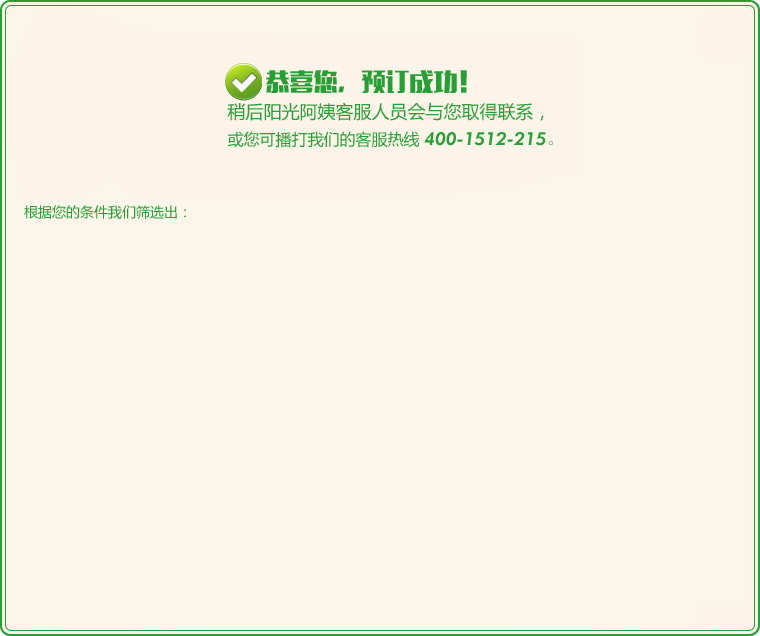 恭喜您，预订成功！
稍后阳光阿姨客服人员会与您取得联系，
或您可播打我们的客服热线 400-1512-215。
根据您的条件我们筛选出：